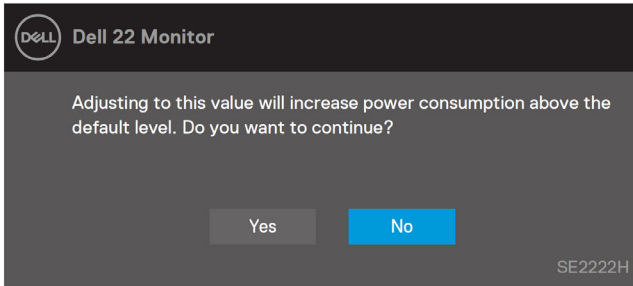 DELL Dell 22 Monitor
Adjusting to this value will increase power consumption above the
default level. Do you want to continue?
Yes No
SE2222H